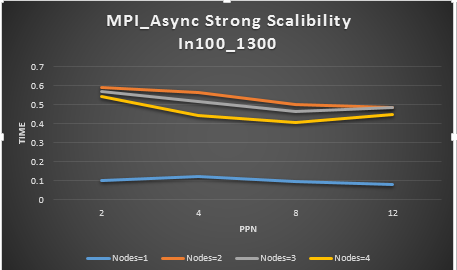 MPI_Async Strong Scalibility
In100_1300
0.7
0.6
0.5
0.4
0.3
0.2
0.1
0
TIME
2 4 8 12
PPN
Nodes=1 Nodes=2 Nodes=3 Nodes=4